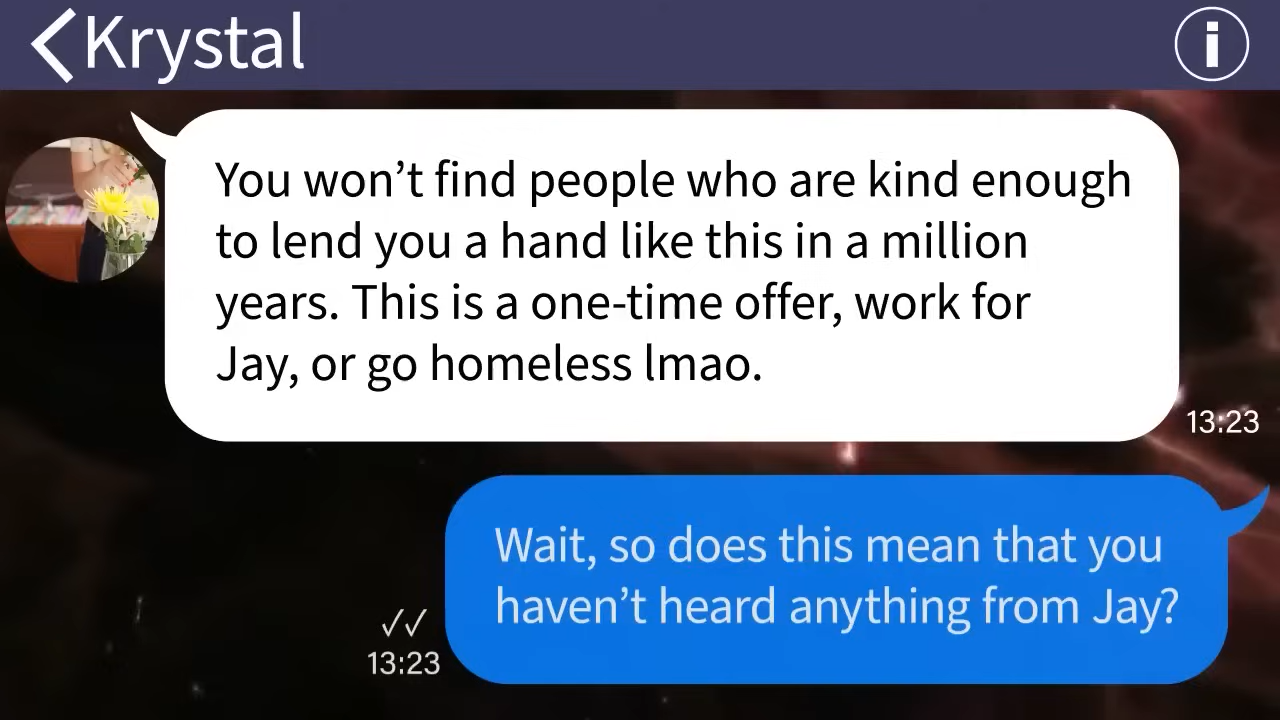 Krystal
You won’t find people who are kind enough
to lend you a hand like this in a million
years. This is a one-time offer, work for
Jay, or go homeless lmao.
13:23
Wait, so does this mean that you
haven’t heard anything from Jay?
13:23